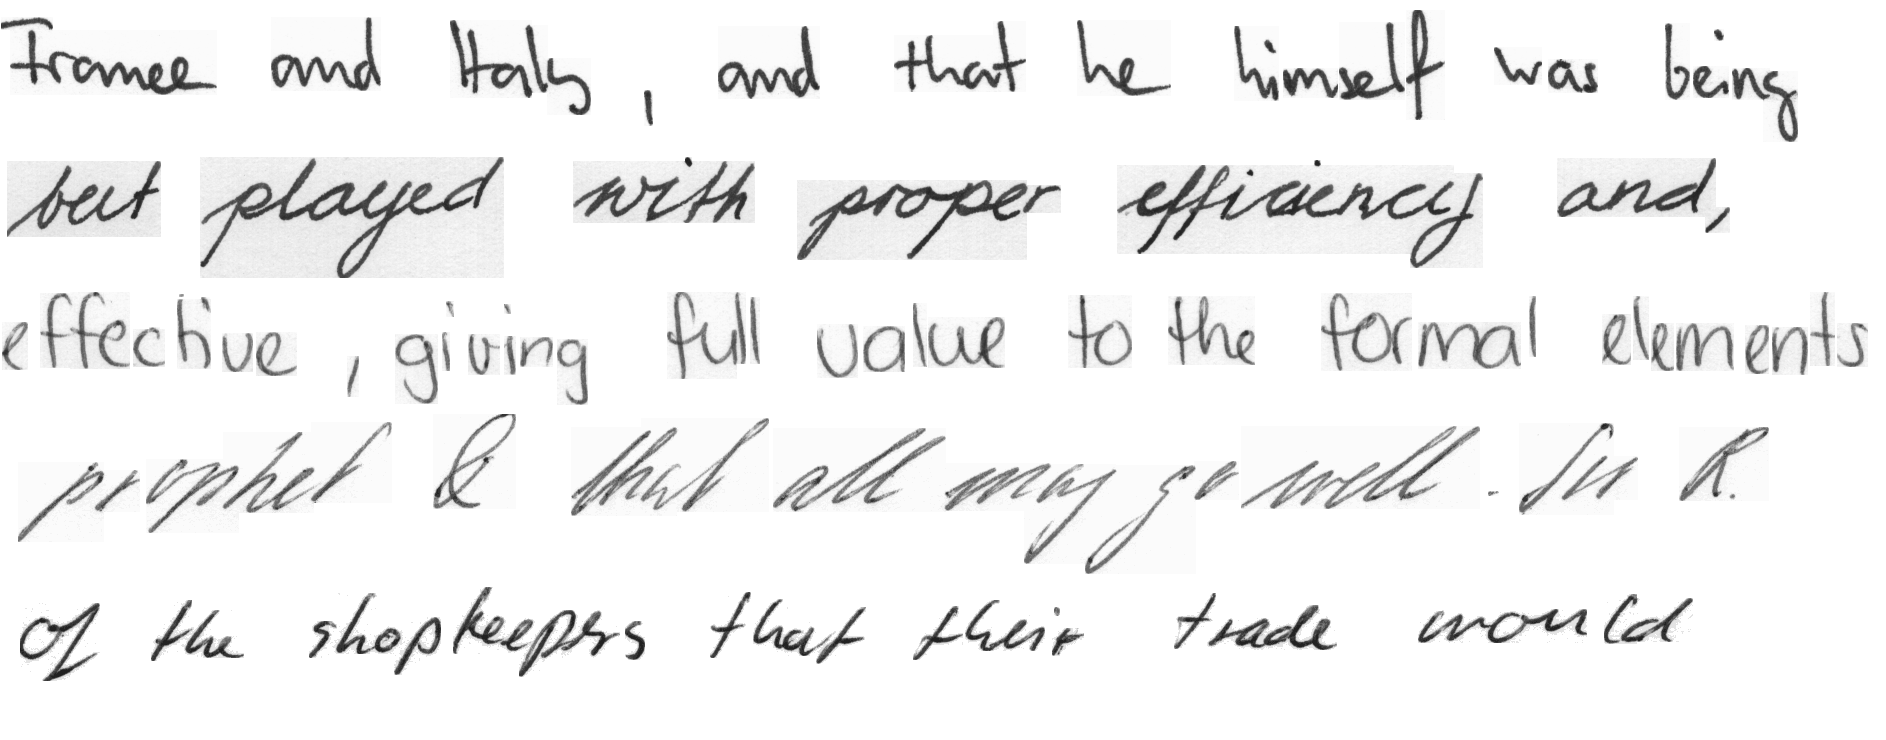 France and Italy, and that he himself was being
but played with proper efficiency and,
effective, giving full value to the formal elements
prophet & that all may go well. In R.
of the shopkeepers that their trade would